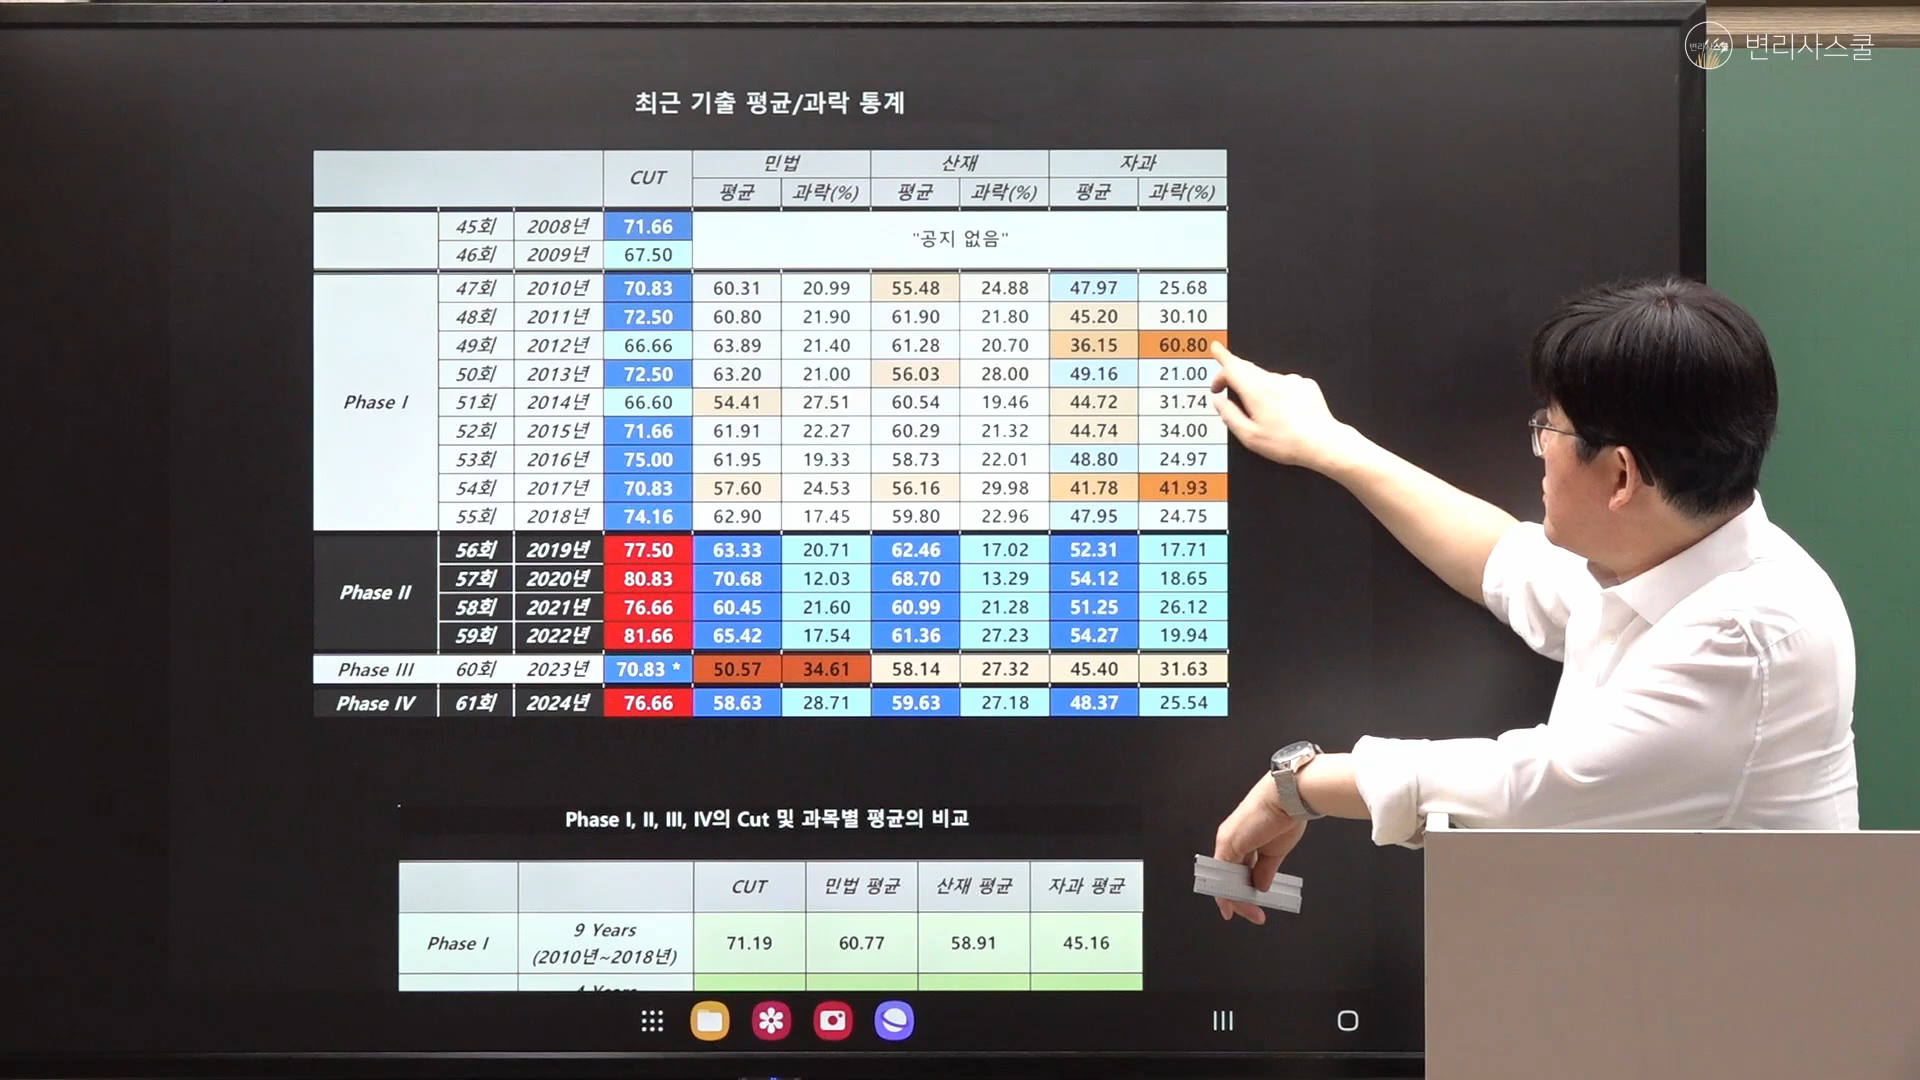 변리사스쿨 변리사스쿨
최근 기출 평균/과락 통계
CUT 민법 산재 자과
평균 과락(%) 평균 과락(%) 평균 과락(%)
45회 2008년 71.66 "공지 없음"
46회 2009년 67.50
Phase I
47회 2010년 70.83 60.31 20.99 55.48 24.88 47.97 25.68
48회 2011년 72.50 60.80 21.90 61.90 21.80 45.20 30.10
49회 2012년 66.66 63.89 21.40 61.28 20.70 36.15 60.80
50회 2013년 72.50 63.20 21.00 56.03 28.00 49.16 21.00
51회 2014년 66.60 54.41 27.51 60.54 19.46 44.72 31.74
52회 2015년 71.66 61.91 22.27 60.29 21.32 44.74 34.00
53회 2016년 75.00 61.95 19.33 58.73 22.01 48.80 24.97
54회 2017년 70.83 57.60 24.53 56.16 29.98 41.78 41.93
55회 2018년 74.16 62.90 17.45 59.80 22.96 47.95 24.75
Phase II
56회 2019년 77.50 63.33 20.71 62.46 17.02 52.31 17.71
57회 2020년 80.83 70.68 12.03 68.70 13.29 54.12 18.65
58회 2021년 76.66 60.45 21.60 60.99 21.28 51.25 26.12
59회 2022년 81.66 65.42 17.54 61.36 27.23 54.27 19.94
Phase III 60회 2023년 70.83 * 50.57 34.61 58.14 27.32 45.40 31.63
Phase IV 61회 2024년 76.66 58.63 28.71 59.63 27.18 48.37 25.54
Phase I, II, III, IV의 Cut 및 과목별 평균의 비교
CUT 민법 평균 산재 평균 자과 평균
Phase I 9 Years (2010년~2018년) 71.19 60.77 58.91 45.16